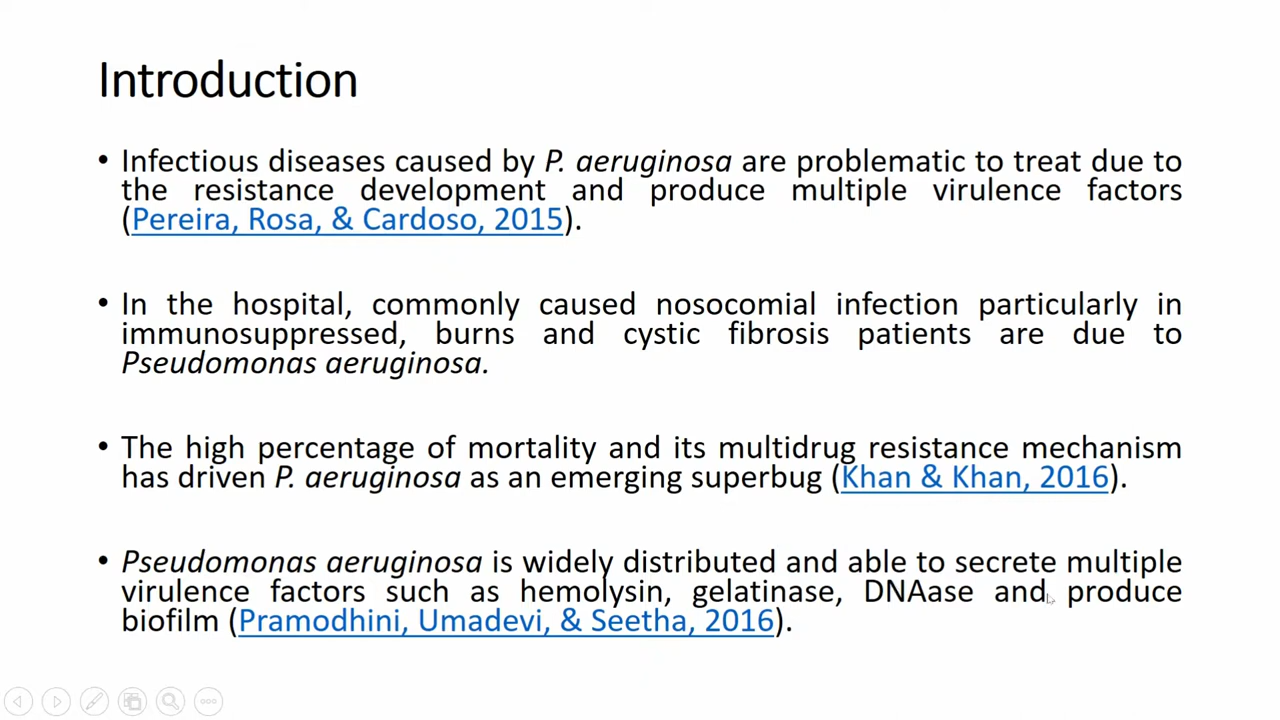 Introduction
• Infectious diseases caused by P. aeruginosa are problematic to treat due to
the resistance development and produce multiple virulence factors
(Pereira, Rosa, & Cardoso, 2015).
• In the hospital, commonly caused nosocomial infection particularly in
immunosuppressed, burns and cystic fibrosis patients are due to
Pseudomonas aeruginosa.
• The high percentage of mortality and its multidrug resistance mechanism
has driven P. aeruginosa as an emerging superbug (Khan & Khan, 2016).
• Pseudomonas aeruginosa is widely distributed and able to secrete multiple
virulence factors such as hemolysin, gelatinase, DNAase and produce
biofilm (Pramodhini, Umadevi, & Seetha, 2016).